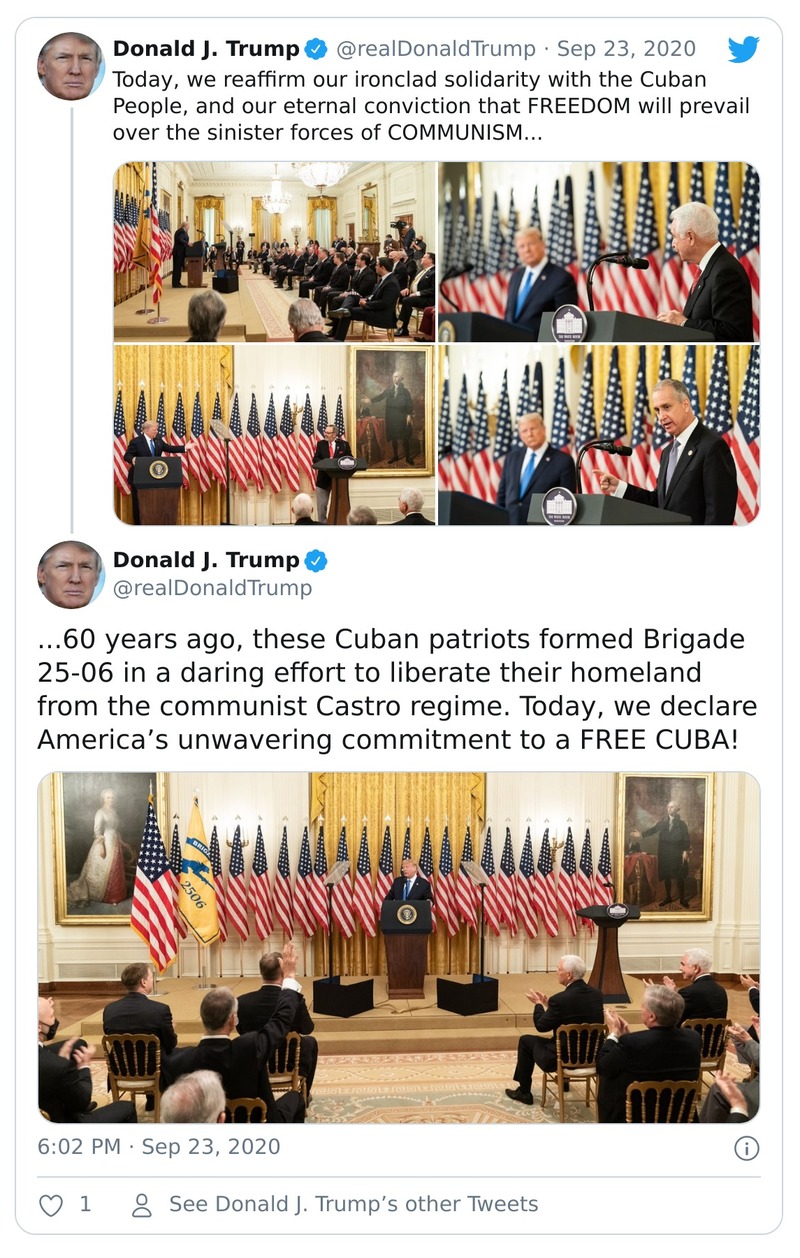 Donald J. Trump @realDonaldTrump · Sep 23, 2020
Today, we reaffirm our ironclad solidarity with the Cuban
People, and our eternal conviction that FREEDOM will prevail
over the sinister forces of COMMUNISM...
Donald J. Trump
@realDonaldTrump
...60 years ago, these Cuban patriots formed Brigade
25-06 in a daring effort to liberate their homeland
from the communist Castro regime. Today, we declare
America’s unwavering commitment to a FREE CUBA!
2506
6:02 PM · Sep 23, 2020
1
See Donald J. Trump’s other Tweets